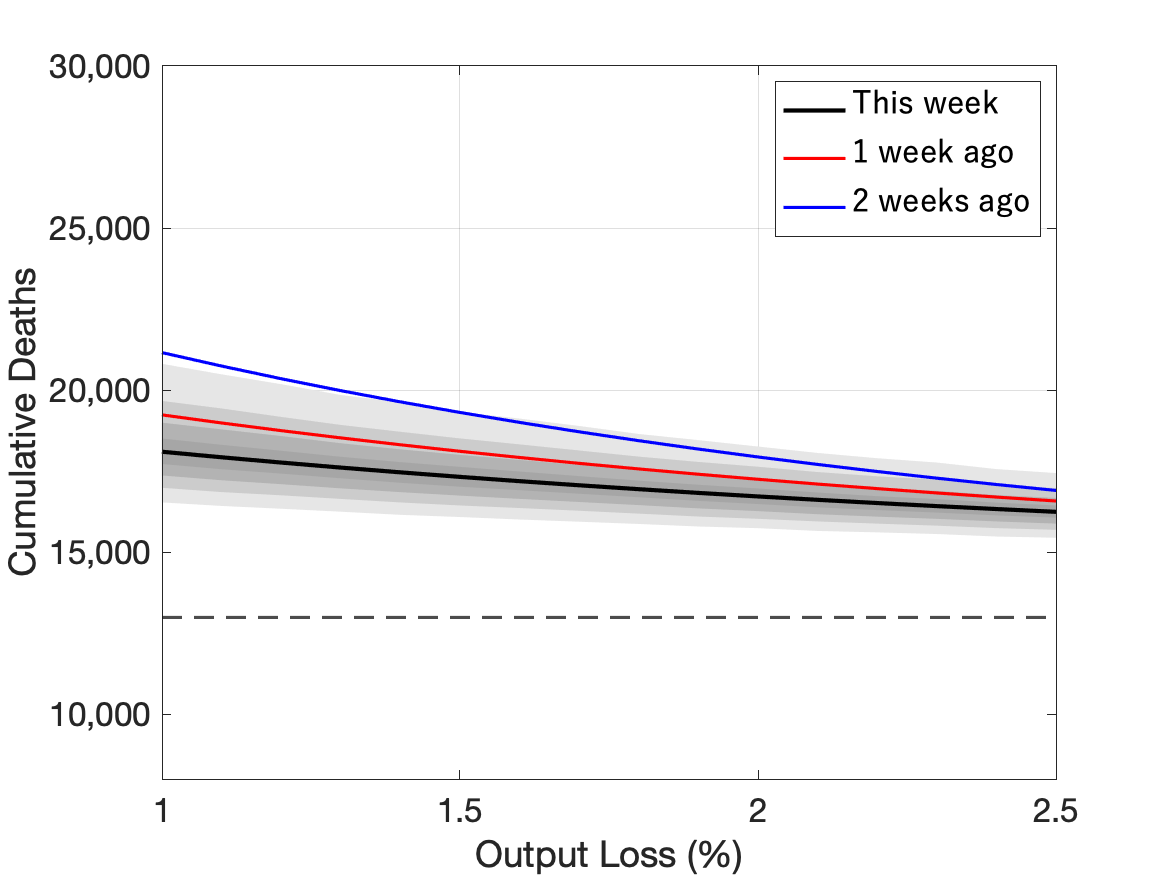 30,000
25,000
20,000
15,000
10,000
Cumulative Deaths
This week
1 week ago
2 weeks ago
1
1.5
2
2.5
Output Loss (%)